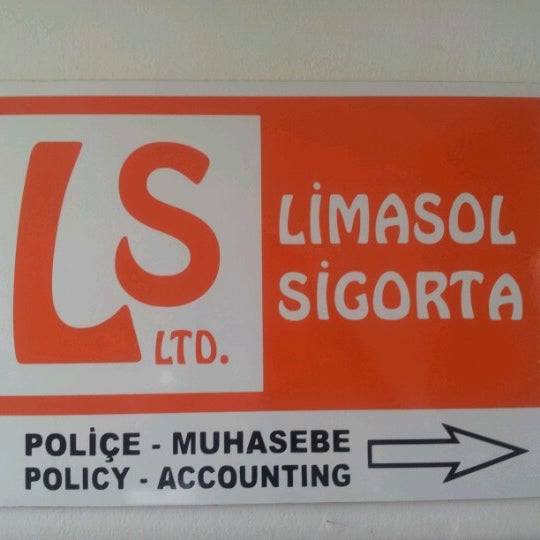 LS
LTD.
LİMASOL
SİGORTA
POLİÇE - MUHASEBE
POLICY - ACCOUNTING